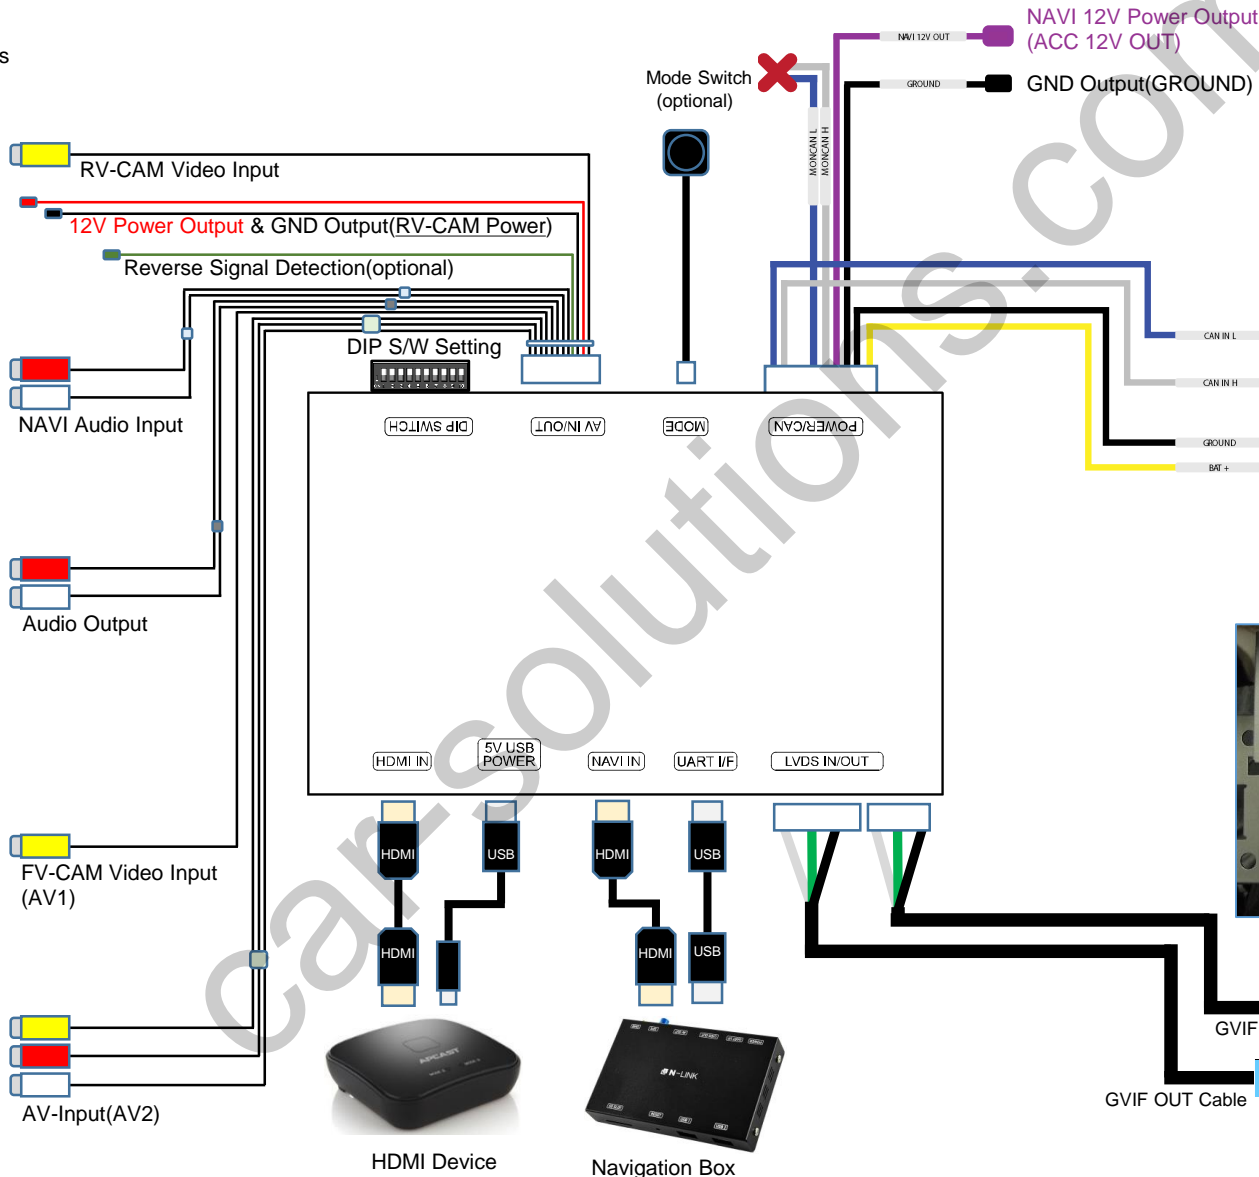 NAVI 12V Power Output
(ACC 12V OUT)
NAVI 12V OUT
s
Mode Switch
(optional)
GROUND
GND Output(GROUND)
MONCAN L
MONCAN H
RV-CAM Video Input
12V Power Output & GND Output(RV-CAM Power)
Reverse Signal Detection(optional)
DIP S/W Setting
CAN IN L
CAN IN H
NAVI Audio Input
DIP SWITCH
AV IN/OUT
MODE
POWER/CAN
GROUND
BAT +
Audio Output
HDMI IN
5V USB
POWER
NAVI IN
UART I/F
LVDS IN/OUT
HDMI
USB
HDMI
USB
FV-CAM Video Input
(AV1)
HDMI
HDMI
USB
GVIF
APCAST
N-LINK
GVIF OUT Cable
AV-Input(AV2)
HDMI Device
Navigation Box
car-solutions.com